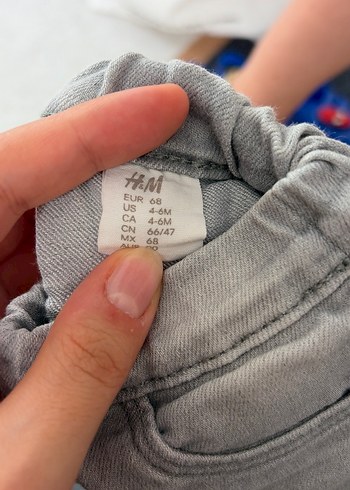 H&M
EUR 68
US 4-6M
CA 4-6M
CN 66/47
MX 68